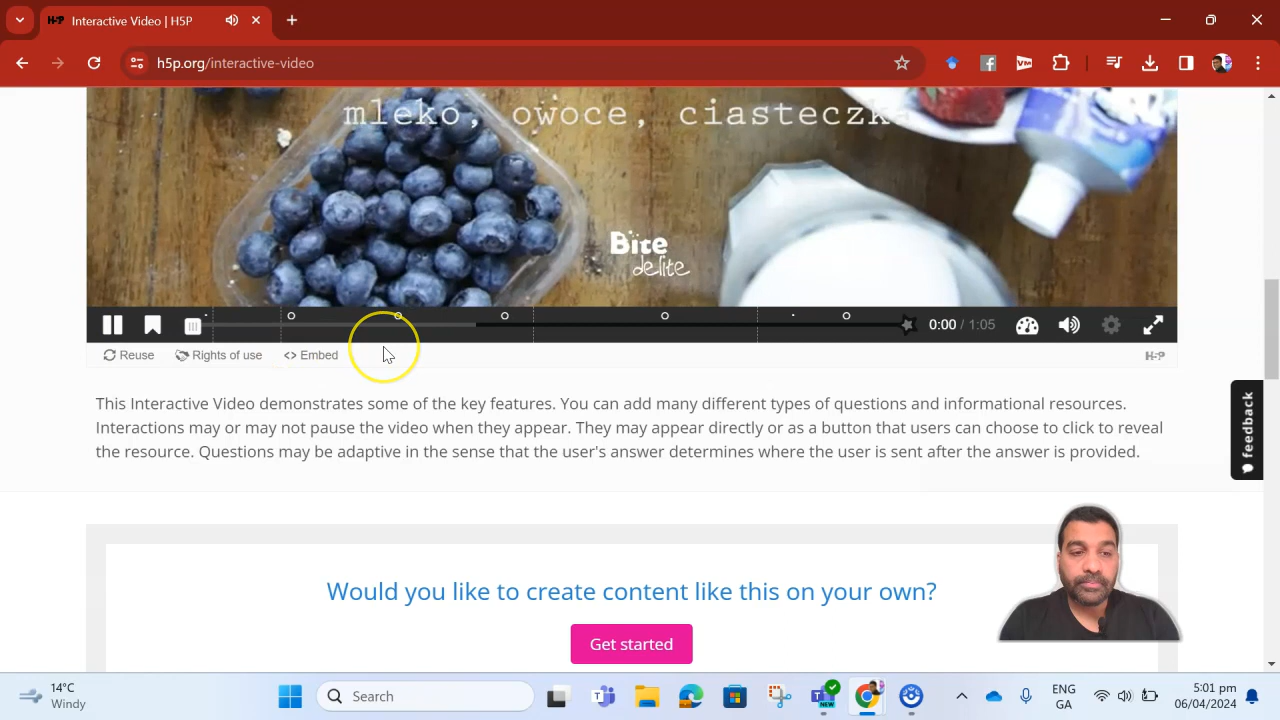 Interactive Video | H5P
h5p.org/interactive-video
mleko, owoce, ciasteczka
Bite
delite
0:00 / 1:05
Reuse
Rights of use
<> Embed
H5P
This Interactive Video demonstrates some of the key features. You can add many different types of questions and informational resources.
Interactions may or may not pause the video when they appear. They may appear directly or as a button that users can choose to click to reveal
the resource. Questions may be adaptive in the sense that the user's answer determines where the user is sent after the answer is provided.
feedback
Would you like to create content like this on your own?
Get started
14°C
Windy
Search
NEW
ENG
GA
5:01 pm
06/04/2024